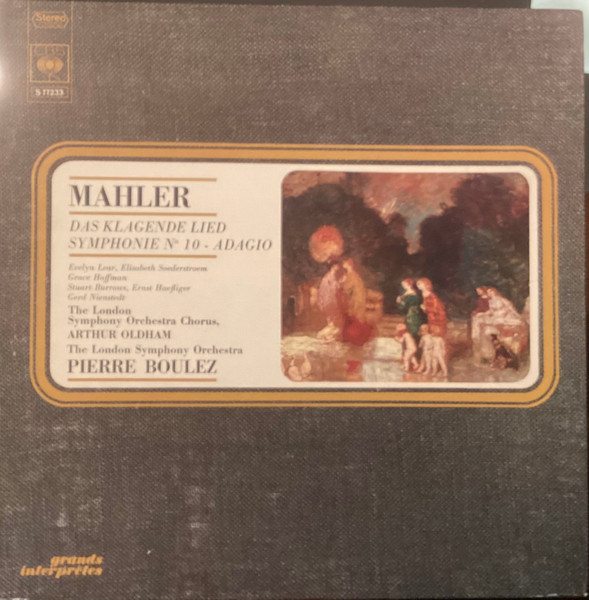 Stereo
CBS
S 77233
MAHLER
DAS KLAGENDE LIED
SYMPHONIE Nº 10 - ADAGIO
Evelyn Lear, Elisabeth Soederstroem
Grace Hoffman
Stuart Burrows, Ernst Haefliger
Gerd Nienstedt
The London
Symphony Orchestra Chorus,
ARTHUR OLDHAM
The London Symphony Orchestra
PIERRE BOULEZ
grands
interprètes